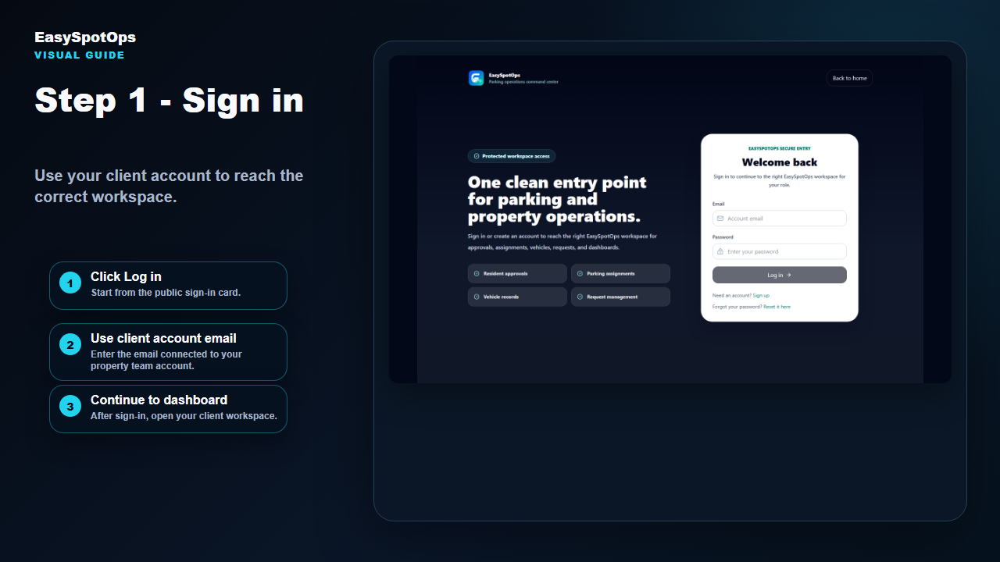 EasySpotOps
VISUAL GUIDE
Step 1 - Sign in
Use your client account to reach the
correct workspace.
1
Click Log in
Start from the public sign-in card.
2
Use client account email
Enter the email connected to your
property team account.
3
Continue to dashboard
After sign-in, open your client workspace.
EasySpotOps
Parking operations command center
Back to home
Protected workspace access
One clean entry point
for parking and
property operations.
Sign in or create an account to reach the right EasySpotOps workspace for
approvals, assignments, vehicles, requests, and dashboards.
Resident approvals
Parking assignments
Vehicle records
Request management
EASYSPOTOPS SECURE ENTRY
Welcome back
Sign in to continue to the right EasySpotOps workspace for
your role.
Email
Account email
Password
Enter your password
Log in →
Need an account? Sign up
Forgot your password? Reset it here